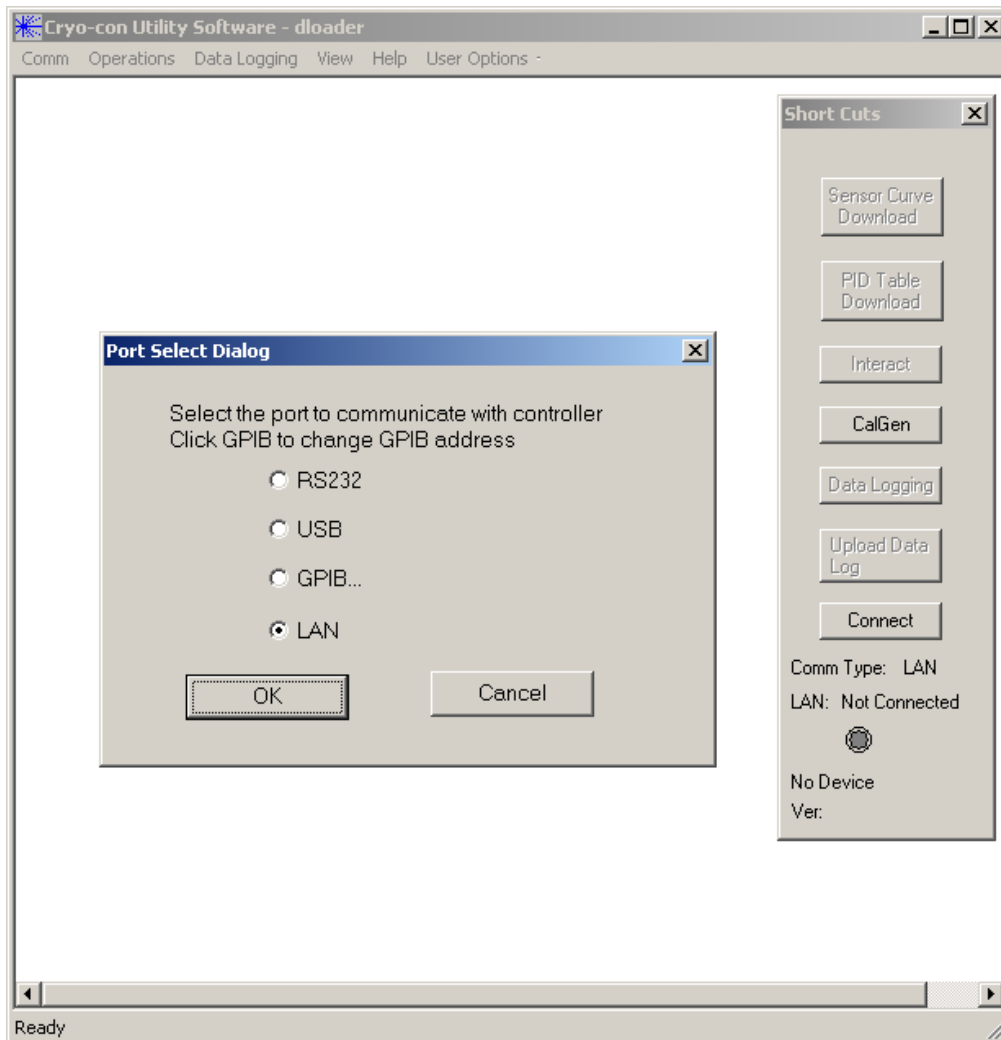 Cryo-con Utility Software - dloader
Comm Operations Data Logging View Help User Options -
Short Cuts
Sensor Curve
Download
PID Table
Download
Interact
CalGen
Data Logging
Upload Data
Log
Connect
Comm Type: LAN
LAN: Not Connected
No Device
Ver:
Port Select Dialog
Select the port to communicate with controller
Click GPIB to change GPIB address
RS232
USB
GPIB...
LAN
OK Cancel
Ready